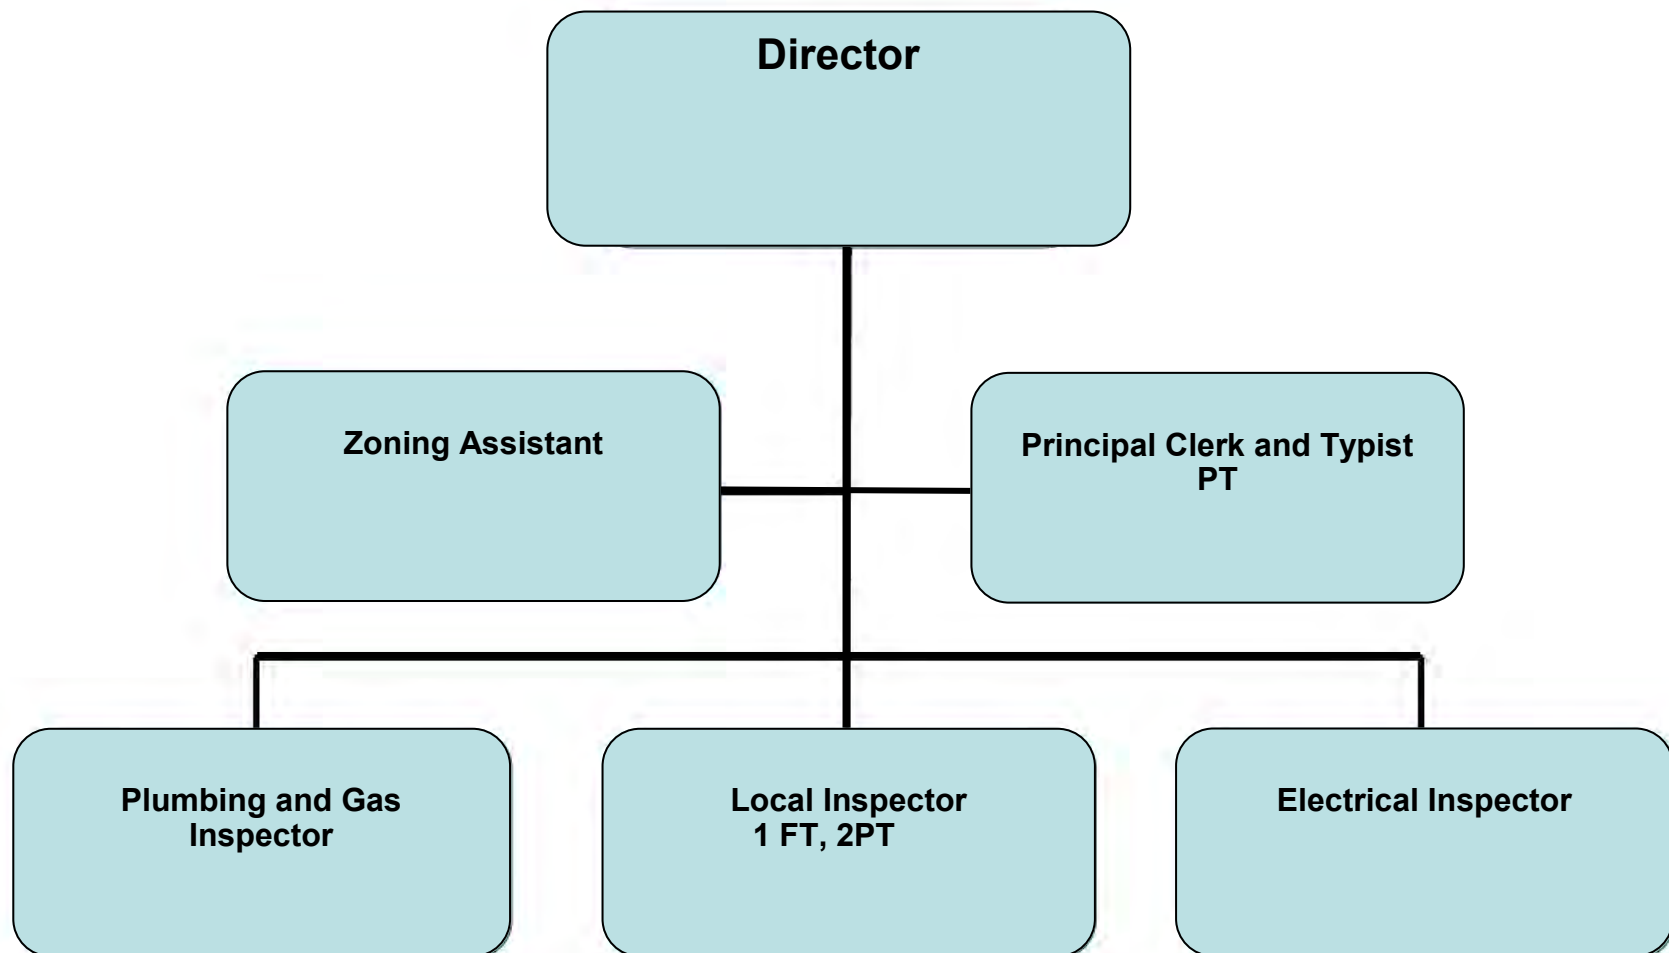 Director
Zoning Assistant
Principal Clerk and Typist
PT
Plumbing and Gas
Inspector
Local Inspector
1 FT, 2PT
Electrical Inspector